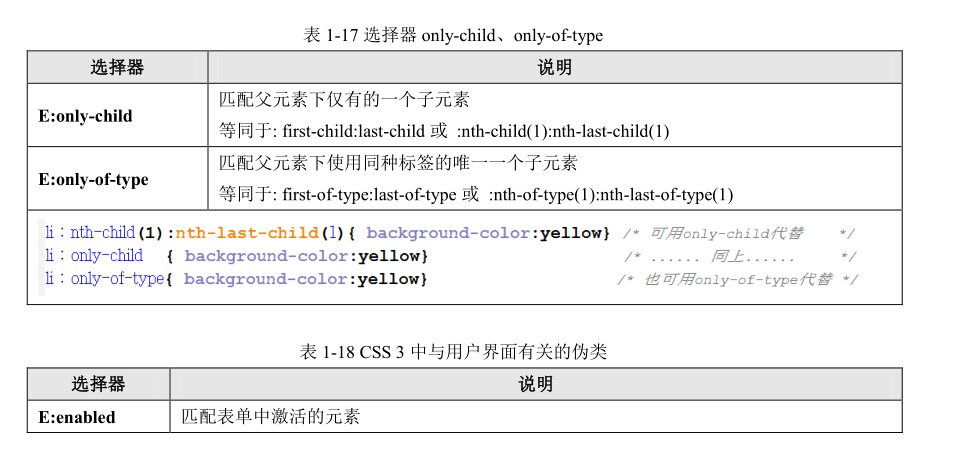 表 1-17 选择器 only-child、only-of-type
选择器 说明
E:only-child
匹配父元素下仅有的一个子元素
等同于: first-child:last-child 或 :nth-child(1):nth-last-child(1)
E:only-of-type
匹配父元素下使用同种标签的唯一一个子元素
等同于: first-of-type:last-of-type 或 :nth-of-type(1):nth-last-of-type(1)
li：nth-child(1):nth-last-child(1){ background-color:yellow} /* 可用only-child代替 */
li：only-child { background-color:yellow} /* ...... 同上...... */
li：only-of-type{ background-color:yellow} /* 也可用only-of-type代替 */
表 1-18 CSS 3 中与用户界面有关的伪类
选择器 说明
E:enabled 匹配表单中激活的元素